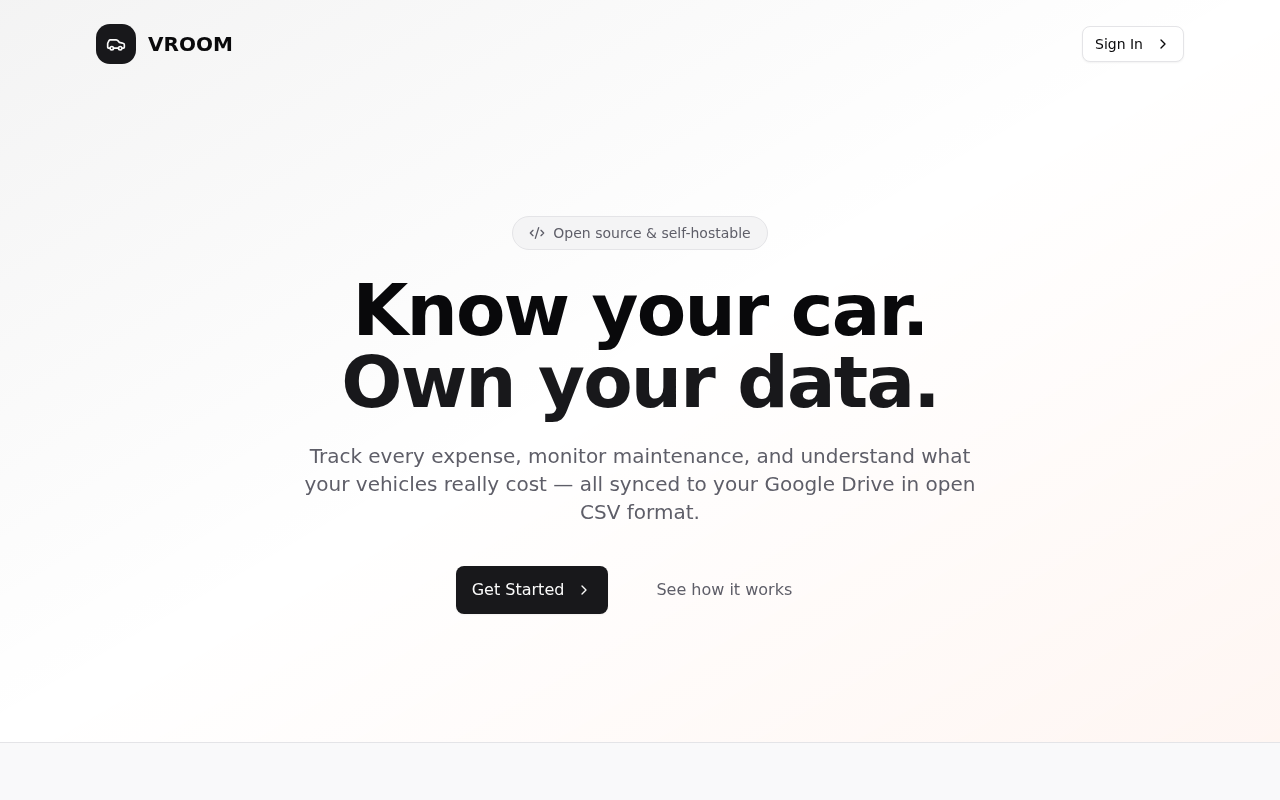 VROOM
Sign In
Open source & self-hostable
Know your car.
Own your data.
Track every expense, monitor maintenance, and understand what
your vehicles really cost — all synced to your Google Drive in open
CSV format.
Get Started
See how it works